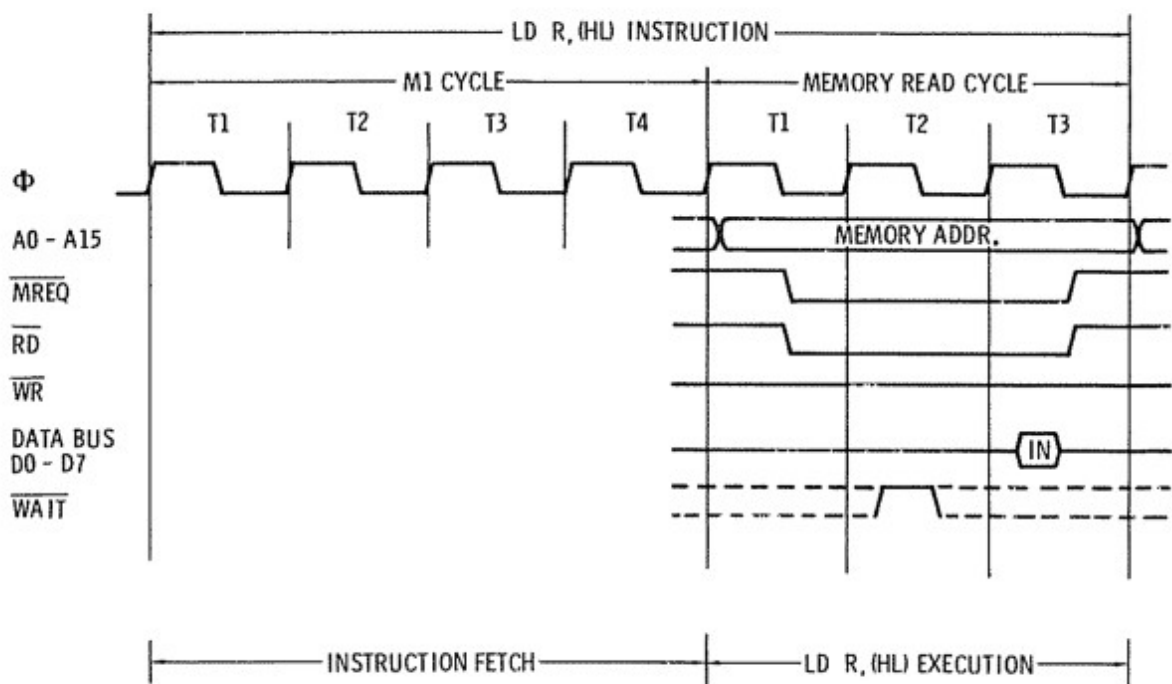 LD R, (HL) INSTRUCTION
M1 CYCLE MEMORY READ CYCLE
T1 T2 T3 T4 T1 T2 T3
Φ
A0 - A15 MEMORY ADDR.
MREQ
RD
WR
DATA BUS
D0 - D7 IN
WAIT
INSTRUCTION FETCH LD R, (HL) EXECUTION